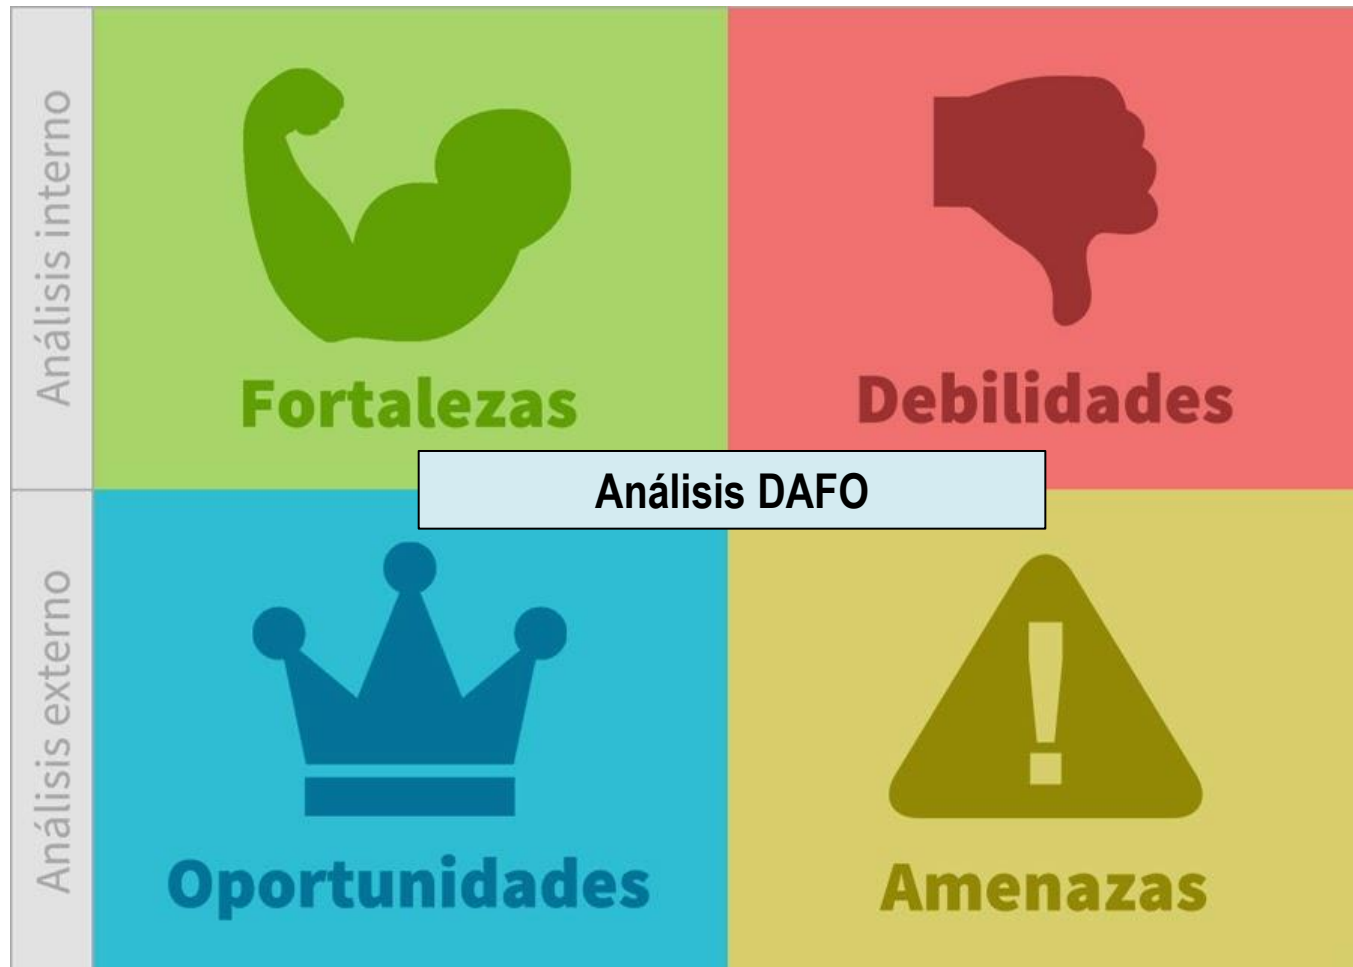 Análisis interno
Fortalezas
Debilidades
Análisis DAFO
Análisis externo
Oportunidades
Amenazas